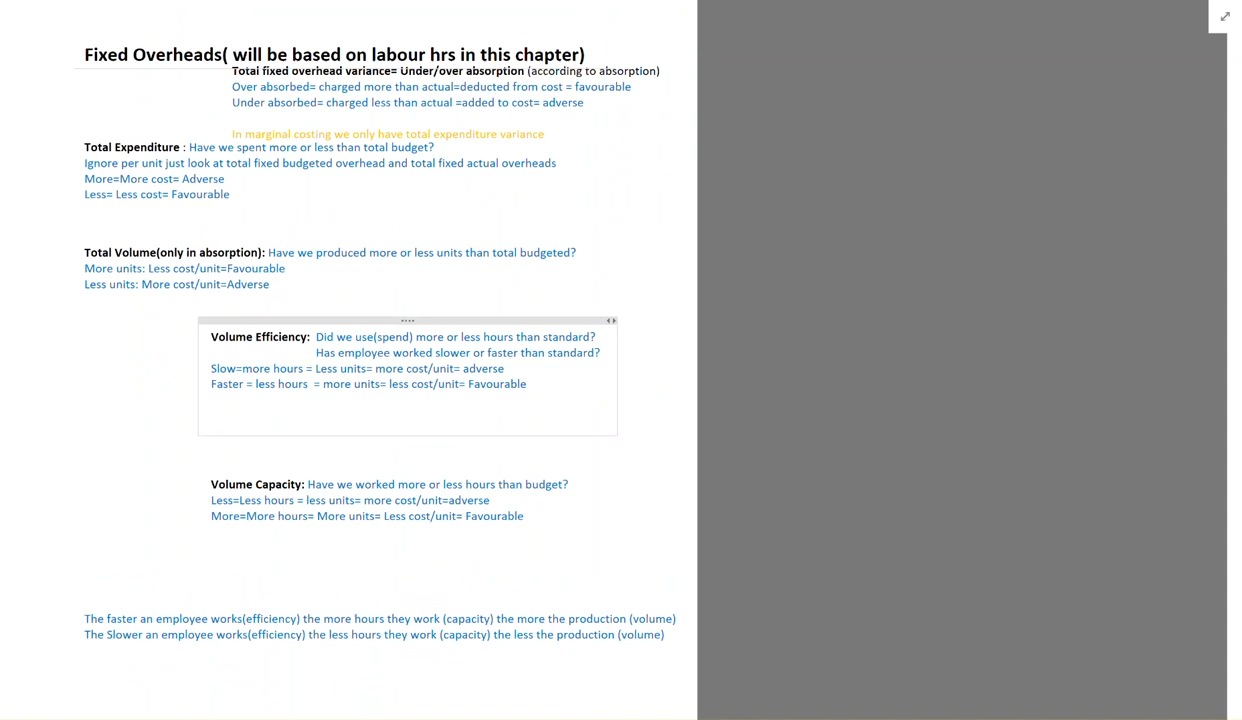 Fixed Overheads( will be based on labour hrs in this chapter)
Total fixed overhead variance= Under/over absorption (according to absorption)
Over absorbed= charged more than actual=deducted from cost = favourable
Under absorbed= charged less than actual =added to cost= adverse
In marginal costing we only have total expenditure variance
Total Expenditure : Have we spent more or less than total budget?
Ignore per unit just look at total fixed budgeted overhead and total fixed actual overheads
More=More cost= Adverse
Less= Less cost= Favourable
Total Volume(only in absorption): Have we produced more or less units than total budgeted?
More units: Less cost/unit=Favourable
Less units: More cost/unit=Adverse
Volume Efficiency: Did we use(spend) more or less hours than standard?
Has employee worked slower or faster than standard?
Slow=more hours = Less units= more cost/unit= adverse
Faster = less hours = more units= less cost/unit= Favourable
Volume Capacity: Have we worked more or less hours than budget?
Less=Less hours = less units= more cost/unit=adverse
More=More hours= More units= Less cost/unit= Favourable
The faster an employee works(efficiency) the more hours they work (capacity) the more the production (volume)
The Slower an employee works(efficiency) the less hours they work (capacity) the less the production (volume)